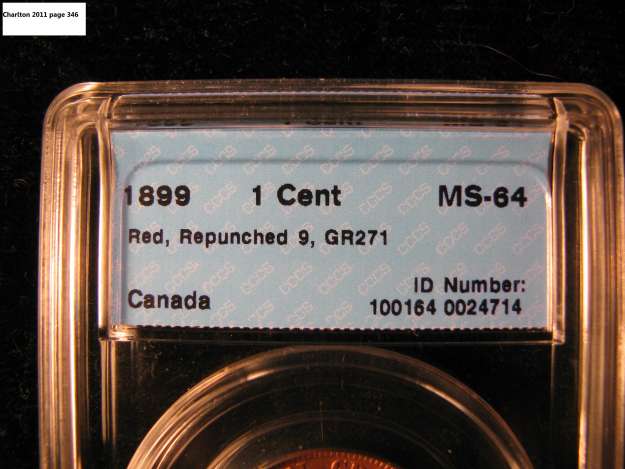 Charlton 2011 page 346
1899 1 Cent MS-64
Red, Repunched 9, GR271
ID Number:
Canada 100164 0024714